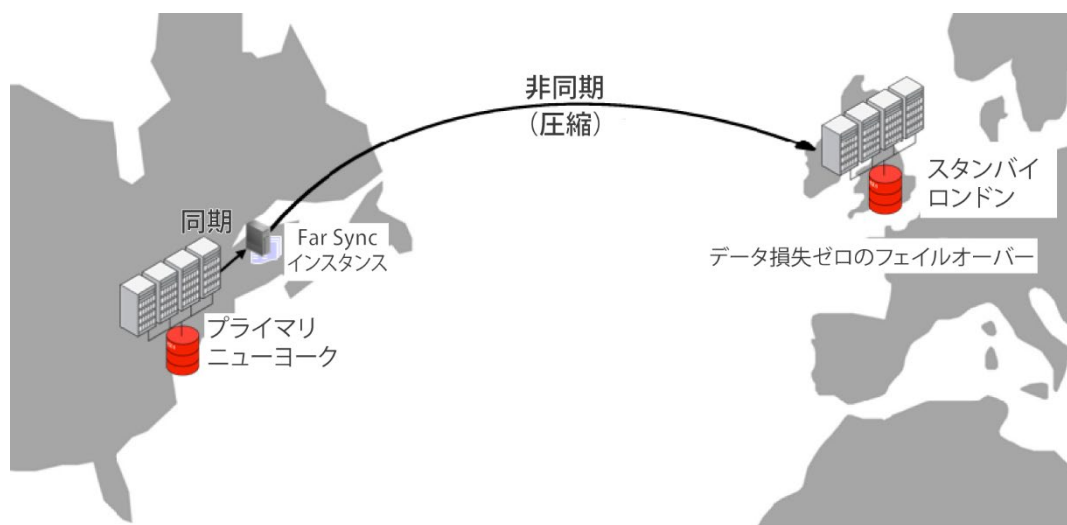 非同期
（圧縮）
スタンバイ
ロンドン
同期
Far Sync
インスタンス
データ損失ゼロのフェイルオーバー
プライマリ
ニューヨーク